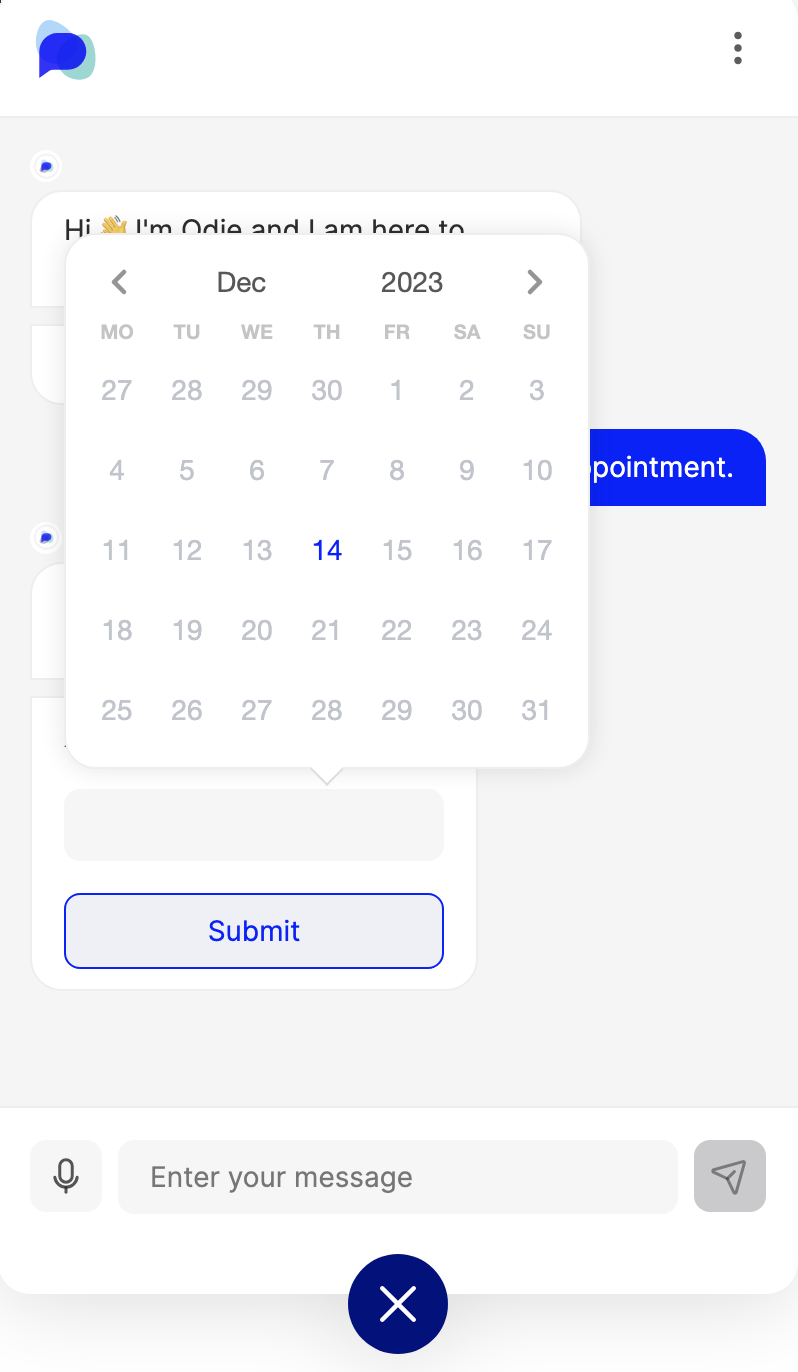 Hi 👋 I'm Odie and I am here to
Dec 2023
MO TU WE TH FR SA SU
27 28 29 30 1 2 3
4 5 6 7 8 9 10
11 12 13 14 15 16 17
18 19 20 21 22 23 24
25 26 27 28 29 30 31
ppointment.
Submit
Enter your message